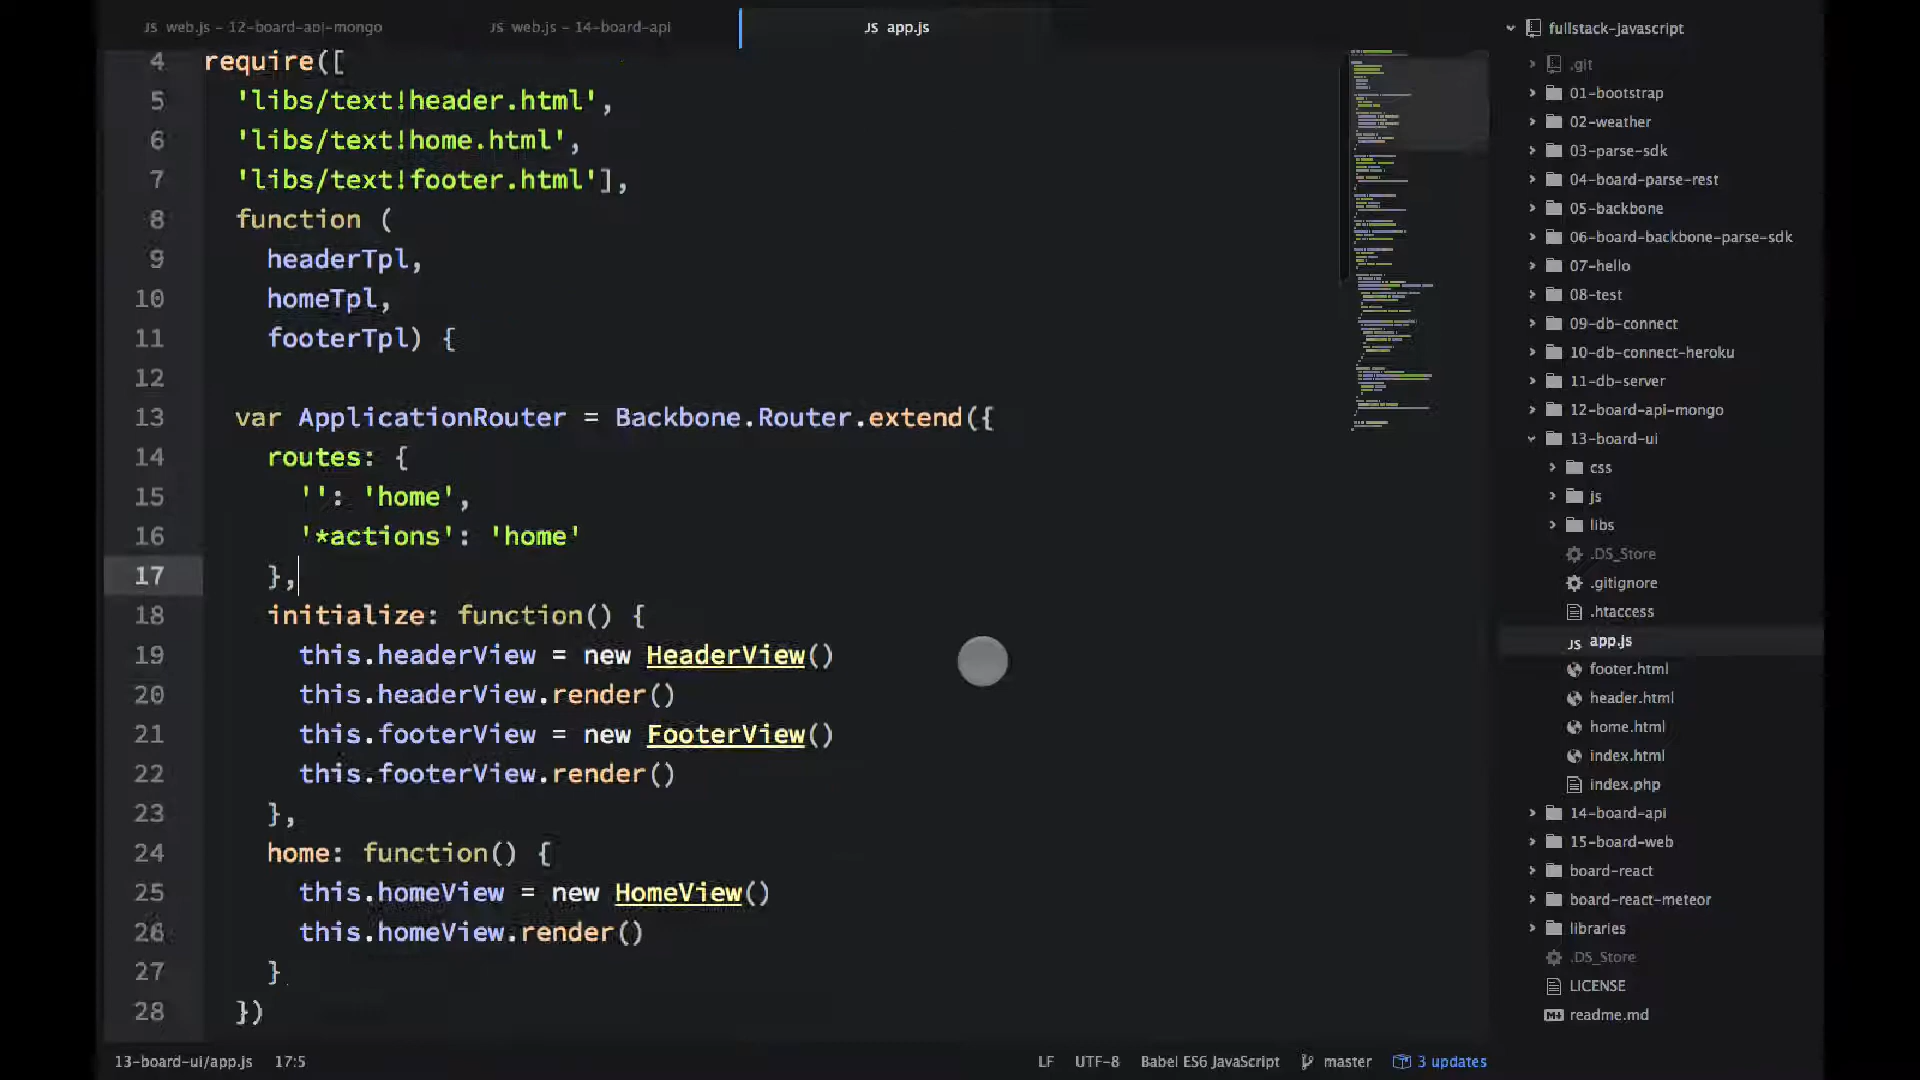 JS web.js – 12-board-api-mongo
JS web.js – 14-board-api
JS app.js
4 require([
5 'libs/text!header.html',
6 'libs/text!home.html',
7 'libs/text!footer.html'],
8 function (
9 headerTpl,
10 homeTpl,
11 footerTpl) {
12
13 var ApplicationRouter = Backbone.Router.extend({
14 routes: {
15 '': 'home',
16 '*actions': 'home'
17 },
18 initialize: function() {
19 this.headerView = new HeaderView()
20 this.headerView.render()
21 this.footerView = new FooterView()
22 this.footerView.render()
23 },
24 home: function() {
25 this.homeView = new HomeView()
26 this.homeView.render()
27 }
28 })
fullstack-javascript
.git
01-bootstrap
02-weather
03-parse-sdk
04-board-parse-rest
05-backbone
06-board-backbone-parse-sdk
07-hello
08-test
09-db-connect
10-db-connect-heroku
11-db-server
12-board-api-mongo
13-board-ui
css
js
libs
.DS_Store
.gitignore
.htaccess
JS app.js
footer.html
header.html
home.html
index.html
index.php
14-board-api
15-board-web
board-react
board-react-meteor
libraries
.DS_Store
LICENSE
readme.md
13-board-ui/app.js 17:5 LF UTF-8 Babel ES6 JavaScript master 3 updates